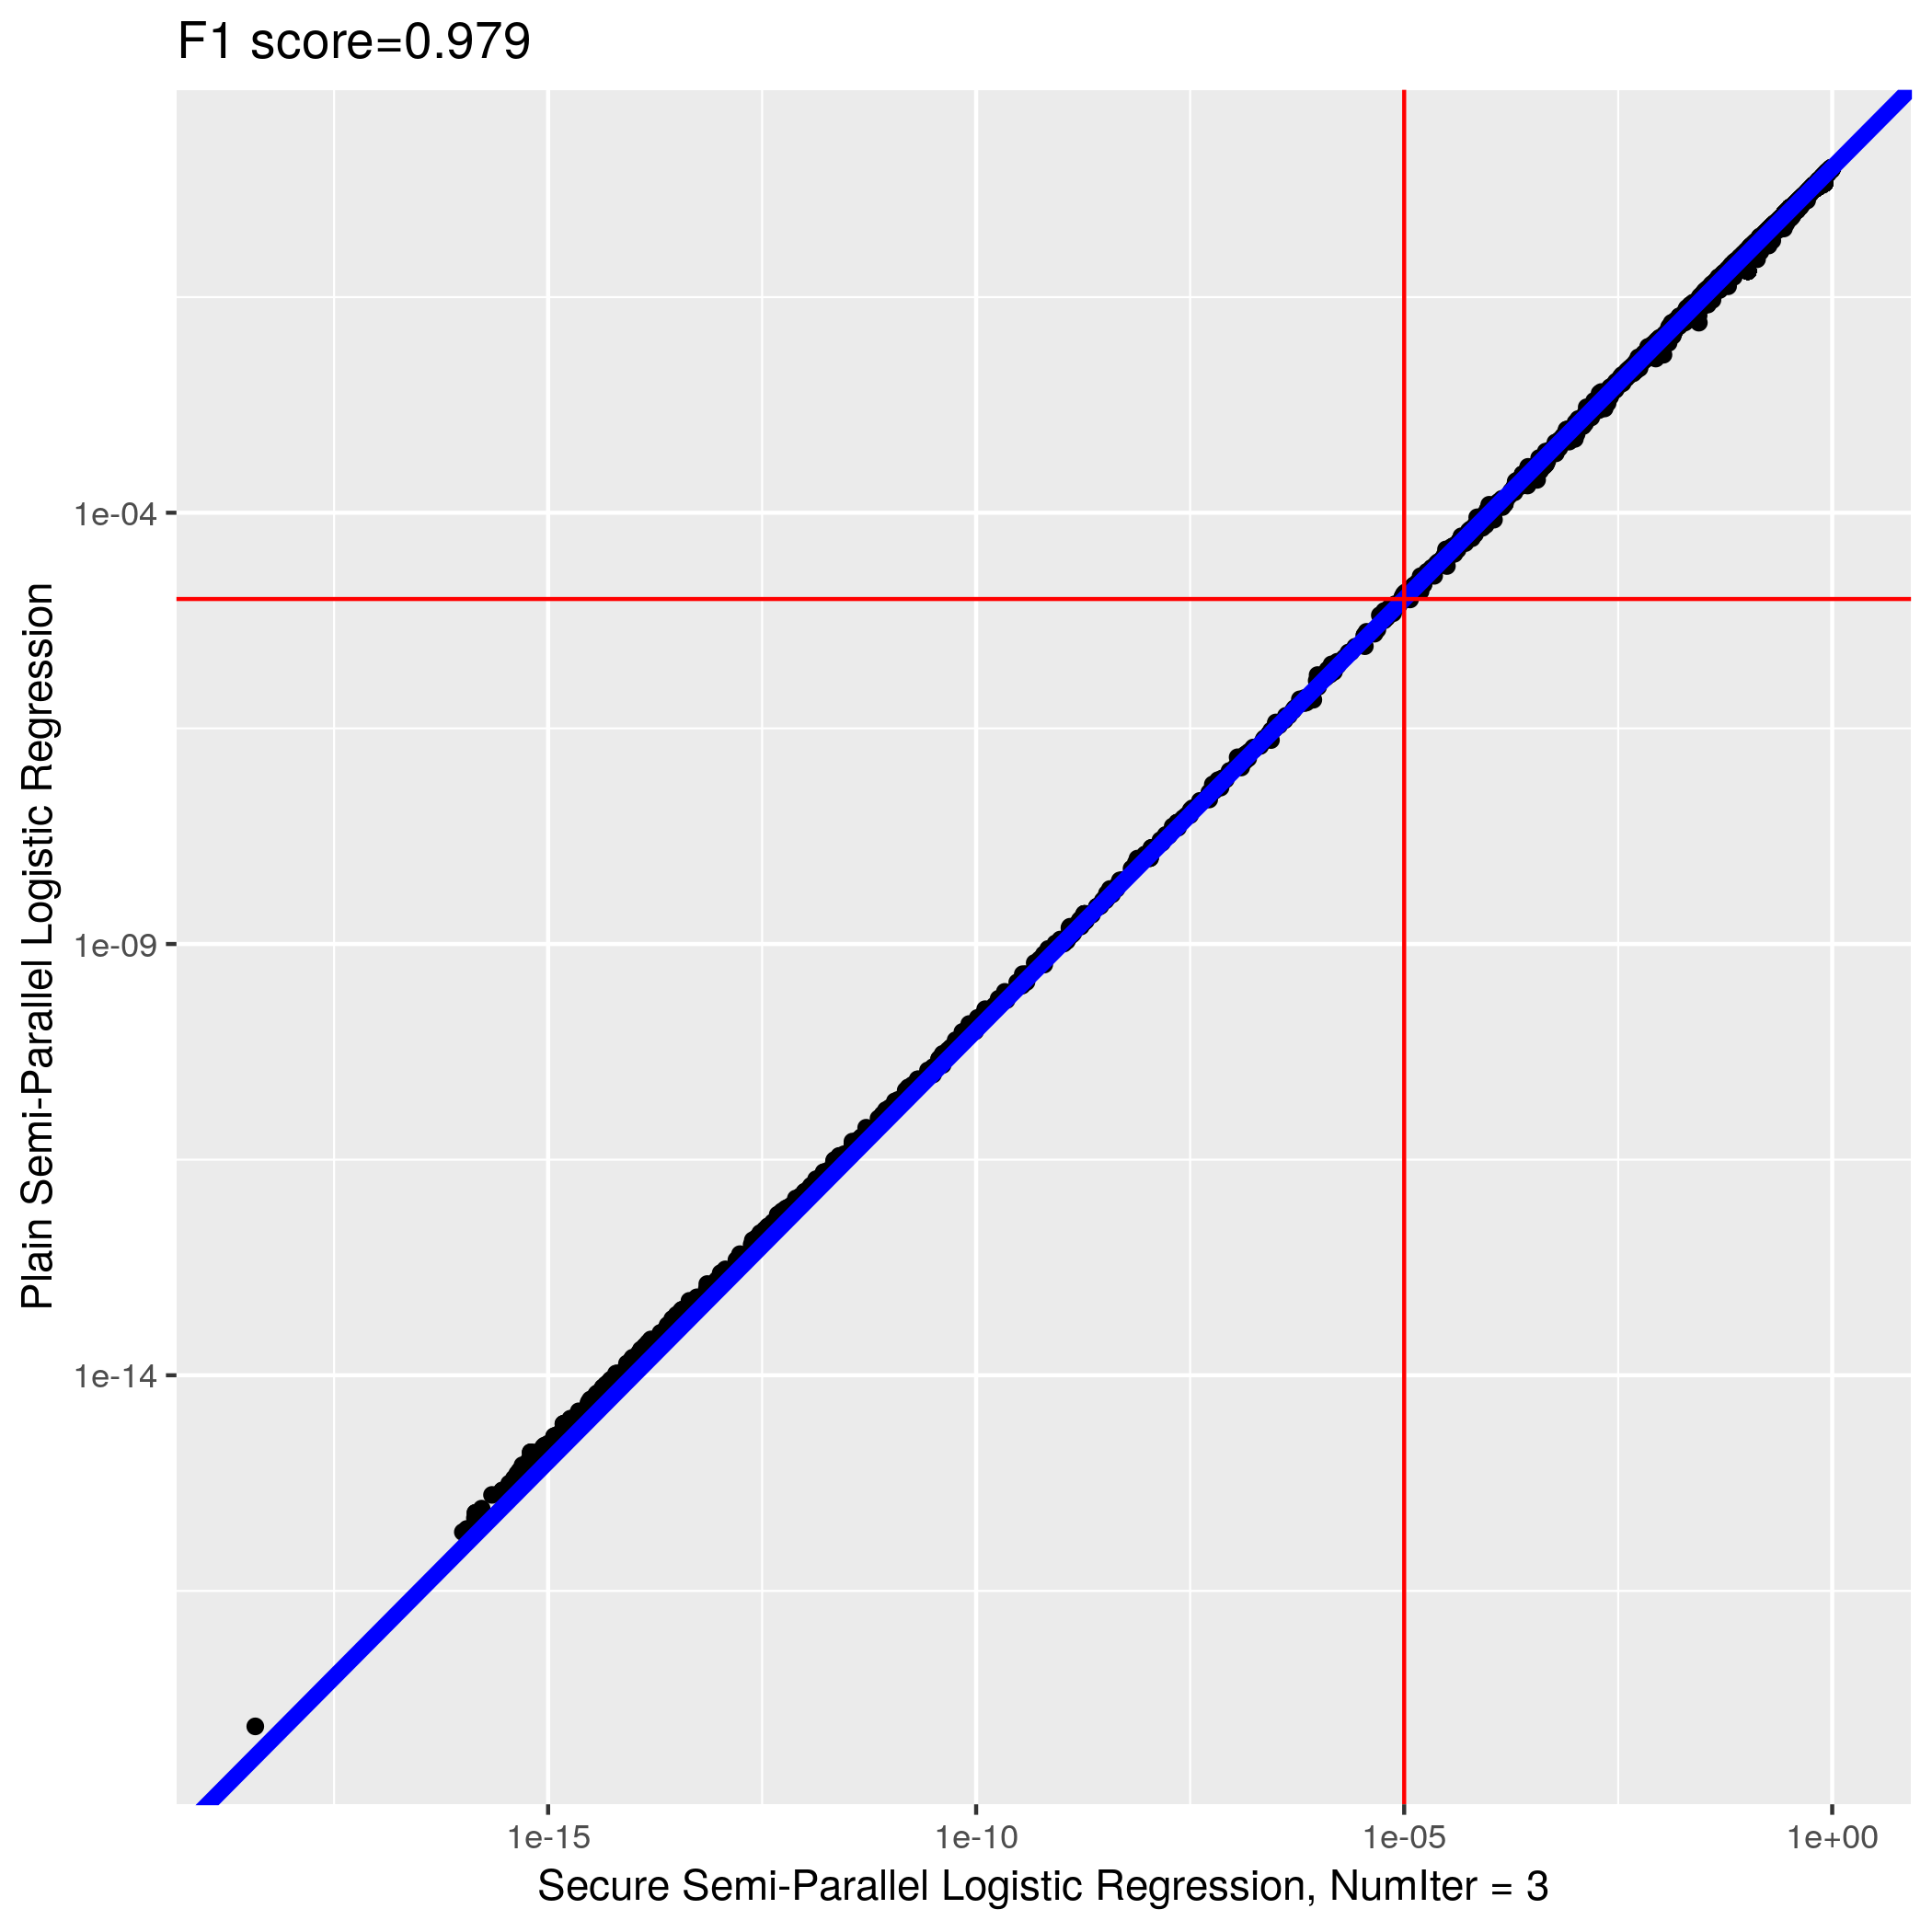 F1 score=0.979
Plain Semi-Parallel Logistic Regression
1e-04
1e-09
1e-14
1e-15
1e-10
1e-05
1e+00
Secure Semi-Parallel Logistic Regression, NumIter = 3